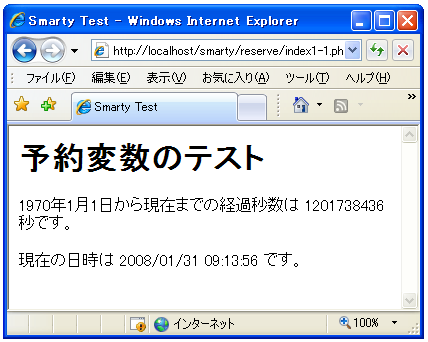 Smarty Test - Windows Internet Explorer
http://localhost/smarty/reserve/index1-1.ph
ファイル(F) 編集(E) 表示(V) お気に入り(A) ツール(T) ヘルプ(H)
Smarty Test
予約変数のテスト
1970年1月1日から現在までの経過秒数は 1201738436
秒です。
現在の日時は 2008/01/31 09:13:56 です。
インターネット 100%